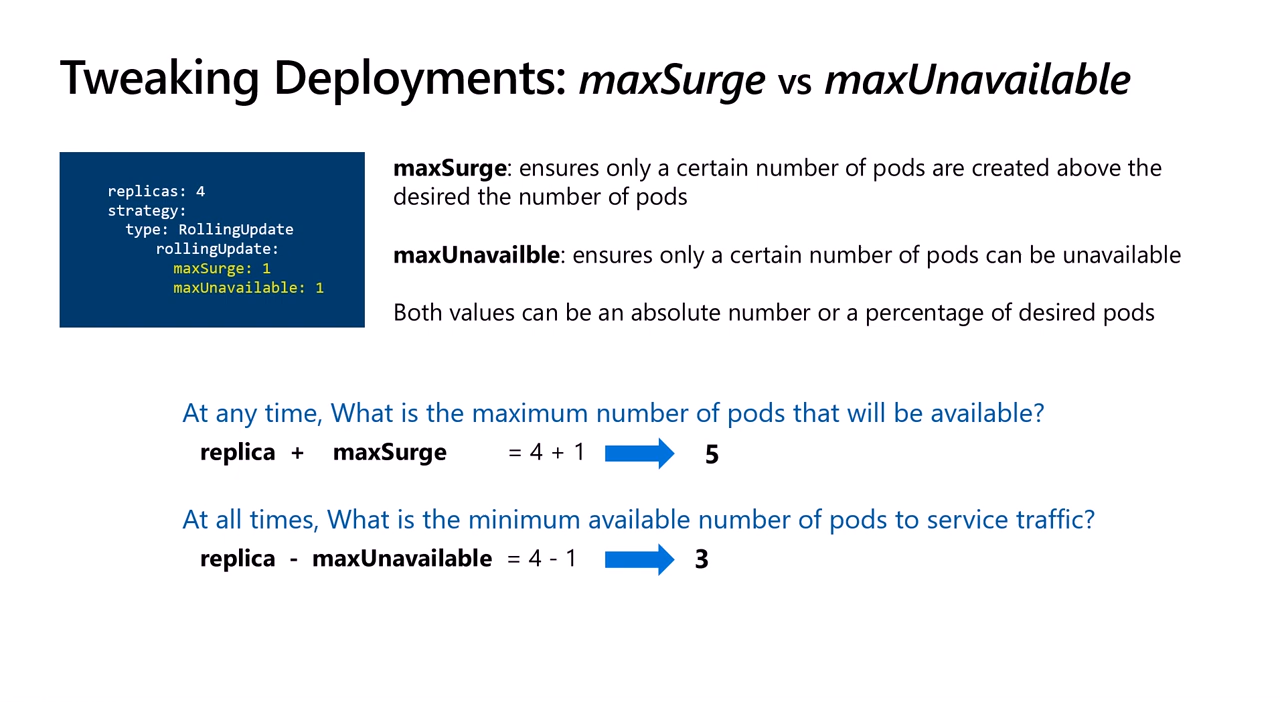 Tweaking Deployments: maxSurge vs maxUnavailable
replicas: 4
strategy:
type: RollingUpdate
rollingUpdate:
maxSurge: 1
maxUnavailable: 1
maxSurge: ensures only a certain number of pods are created above the
desired the number of pods
maxUnavailble: ensures only a certain number of pods can be unavailable
Both values can be an absolute number or a percentage of desired pods
At any time, What is the maximum number of pods that will be available?
replica + maxSurge = 4 + 1 5
At all times, What is the minimum available number of pods to service traffic?
replica - maxUnavailable = 4 - 1 3